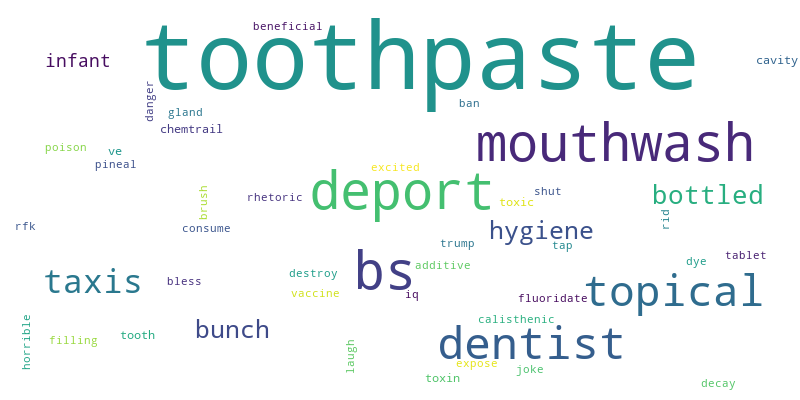 beneficial
toothpaste
infant
cavity
danger
ban
gland
chemtrail
mouthwash
poison
ve
pineal
excited
deport
brush
rhetoric
toxic
shut
bottled
rfk
consume
hygiene
rid
trump
tap
bs
additive
destroy
dye
tablet
taxis
bless
vaccine
iq
fluoridate
topical
horrible
filling
tooth
bunch
calisthenic
dentist
laugh
expose
joke
toxin
decay